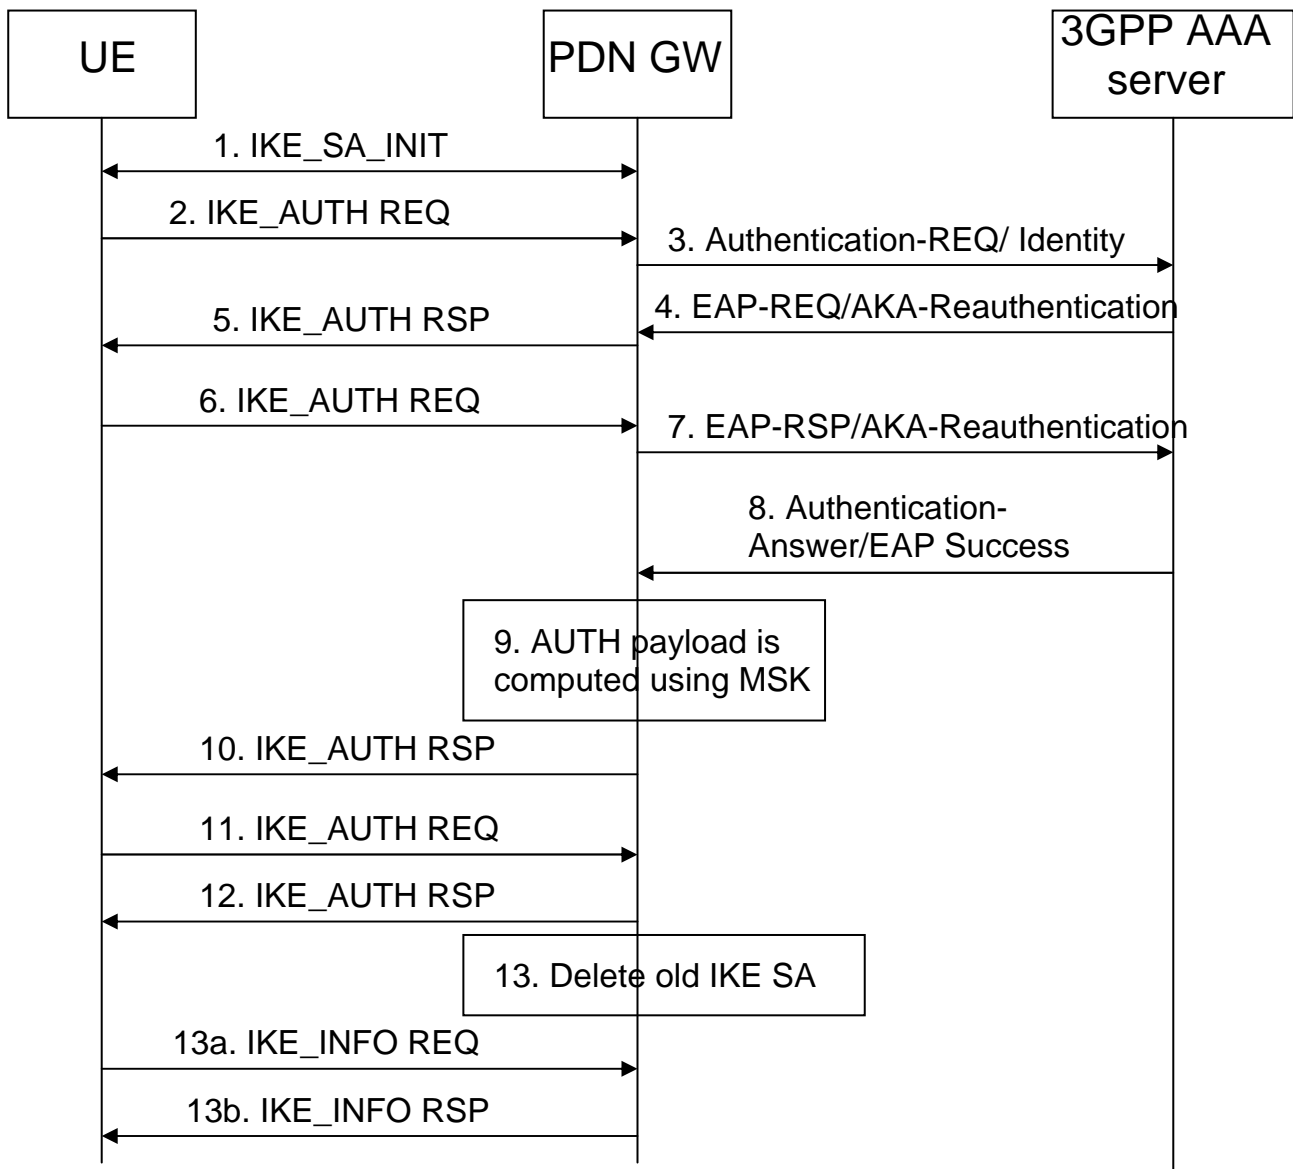 UE
PDN GW
3GPP AAA
server
1. IKE_SA_INIT
2. IKE_AUTH REQ
3. Authentication-REQ/ Identity
4. EAP-REQ/AKA-Reauthentication
5. IKE_AUTH RSP
6. IKE_AUTH REQ
7. EAP-RSP/AKA-Reauthentication
8. Authentication-
Answer/EAP Success
9. AUTH payload is
computed using MSK
10. IKE_AUTH RSP
11. IKE_AUTH REQ
12. IKE_AUTH RSP
13. Delete old IKE SA
13a. IKE_INFO REQ
13b. IKE_INFO RSP